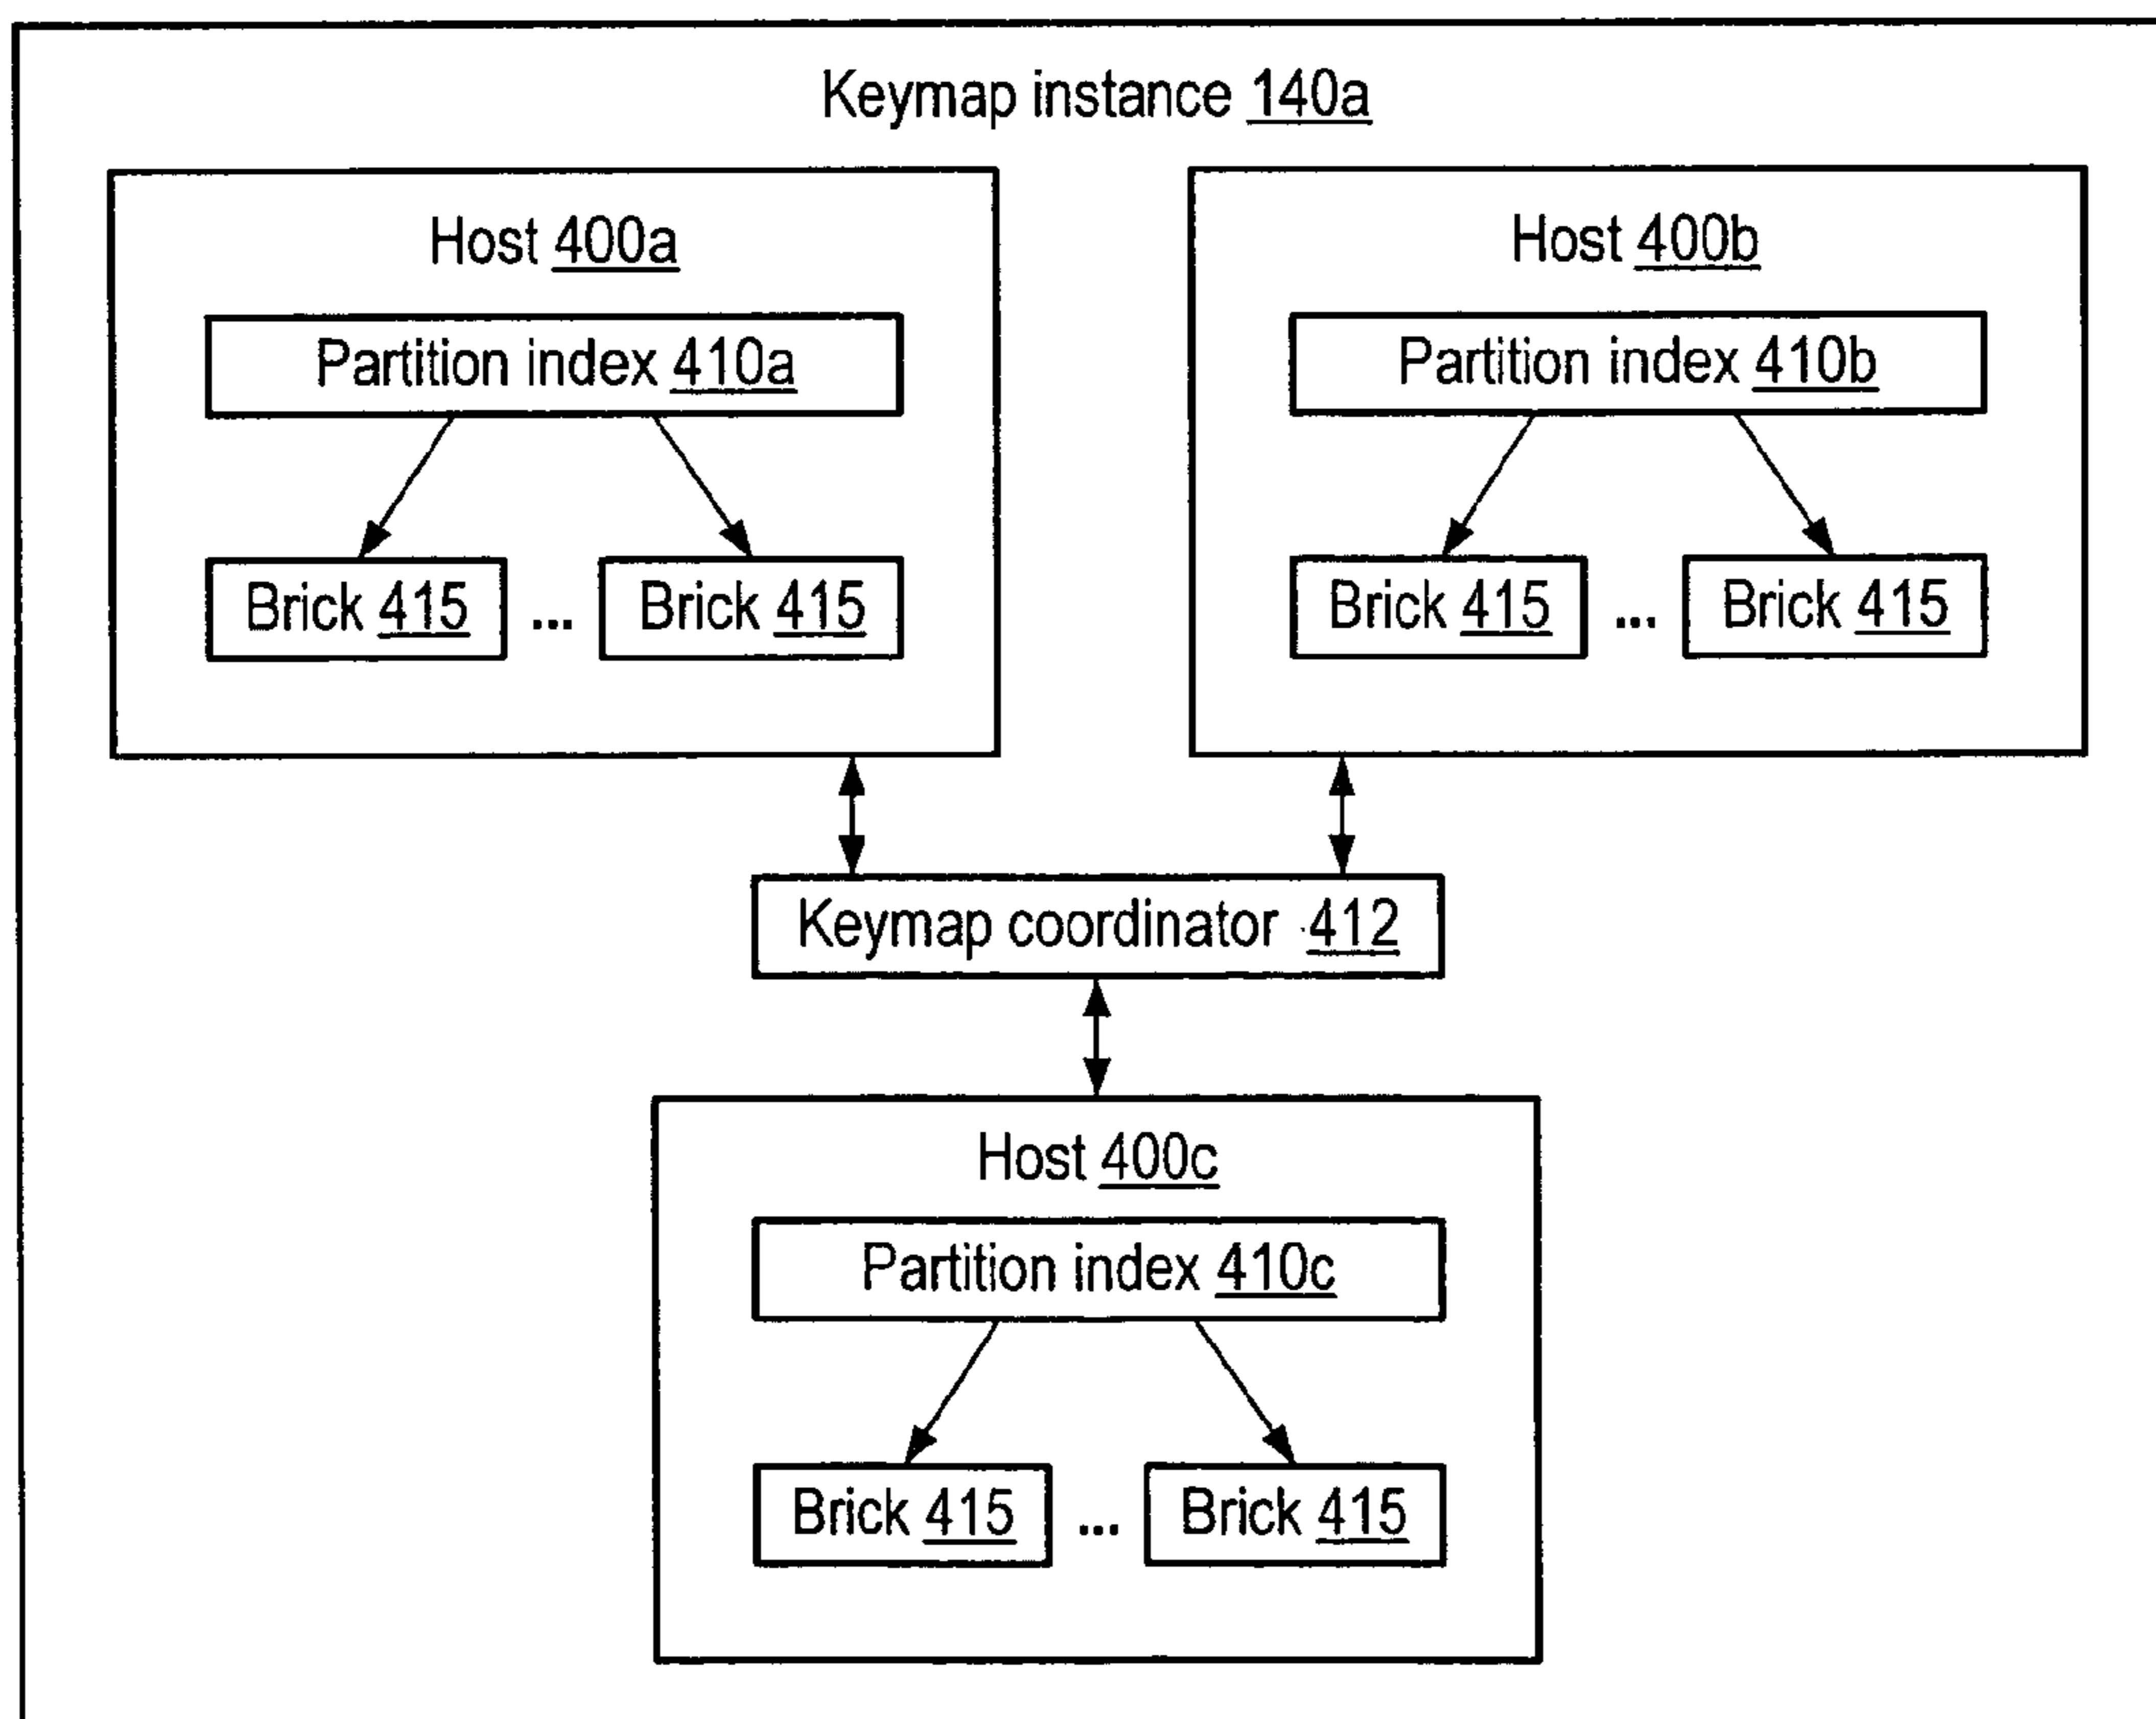 Keymap instance 140a
Host 400a
Partition index 410a
Brick 415 ... Brick 415
Host 400b
Partition index 410b
Brick 415 ... Brick 415
Keymap coordinator 412
Host 400c
Partition index 410c
Brick 415 ... Brick 415